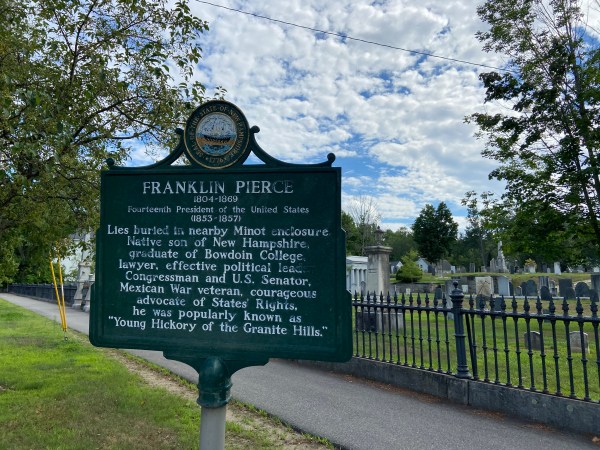 FRANKLIN PIERCE
1804-1869
Fourteenth President of the United States
(1853-1857)
Lies buried in nearby Minot enclosure.
Native son of New Hampshire,
graduate of Bowdoin College,
lawyer, effective political
Congressman and U.S. Senator,
Mexican War veteran, courageous
advocate of States' Rights,
he was popularly known as
"Young Hickory of the Granite Hills."